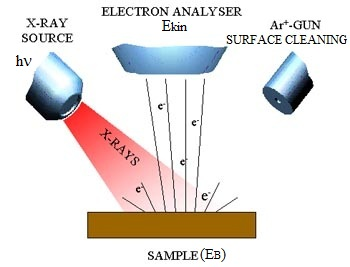 X-RAY
SOURCE
hν
ELECTRON ANALYSER
Ekin
Ar⁺-GUN
SURFACE CLEANING
X-RAYS
e⁻
e⁻
e⁻
e⁻
e⁻
SAMPLE (EB)